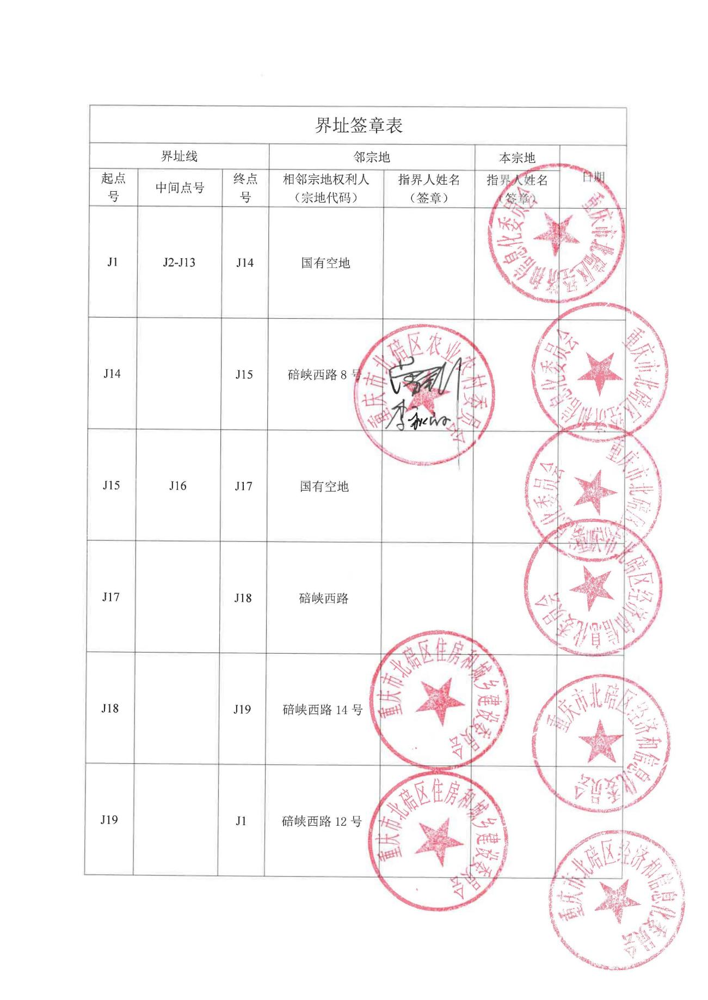 界址签章表
界址线 邻宗地 本宗地 日期
起点号 中间点号 终点号 相邻宗地权利人（宗地代码） 指界人姓名（签章） 指界人姓名（签章）
J1 J2-J13 J14 国有空地
重庆市北碚区经济和信息化委员会
J14 J15 碚峡西路 8 号
重庆市北碚区农业农村委员会
重庆市北碚区经济和信息化委员会
J15 J16 J17 国有空地
重庆市北碚区
化委员会
J17 J18 碚峡西路
重庆市北碚区经济和信息化委员会
J18 J19 碚峡西路 14 号
重庆市北碚区住房和城乡建设委员会
重庆市北碚区经济和信息化委员会
J19 J1 碚峡西路 12 号
重庆市北碚区住房和城乡建设委员会
重庆市北碚区经济和信息化委员会